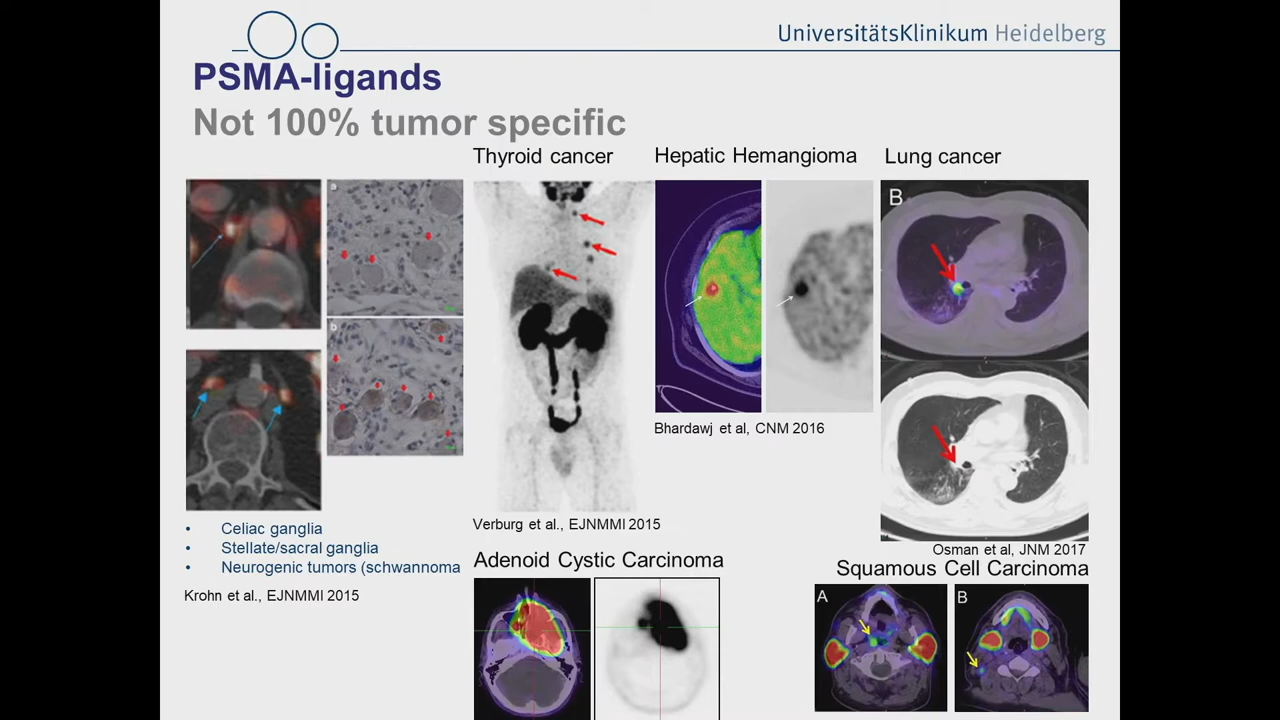 UniversitätsKlinikum Heidelberg
PSMA-ligands
Not 100% tumor specific
Thyroid cancer
Hepatic Hemangioma
Lung cancer
a
b
B
Bhardawj et al, CNM 2016
Verburg et al., EJNMMI 2015
• Celiac ganglia
• Stellate/sacral ganglia
• Neurogenic tumors (schwannoma
Krohn et al., EJNMMI 2015
Osman et al, JNM 2017
Adenoid Cystic Carcinoma
Squamous Cell Carcinoma
A
B